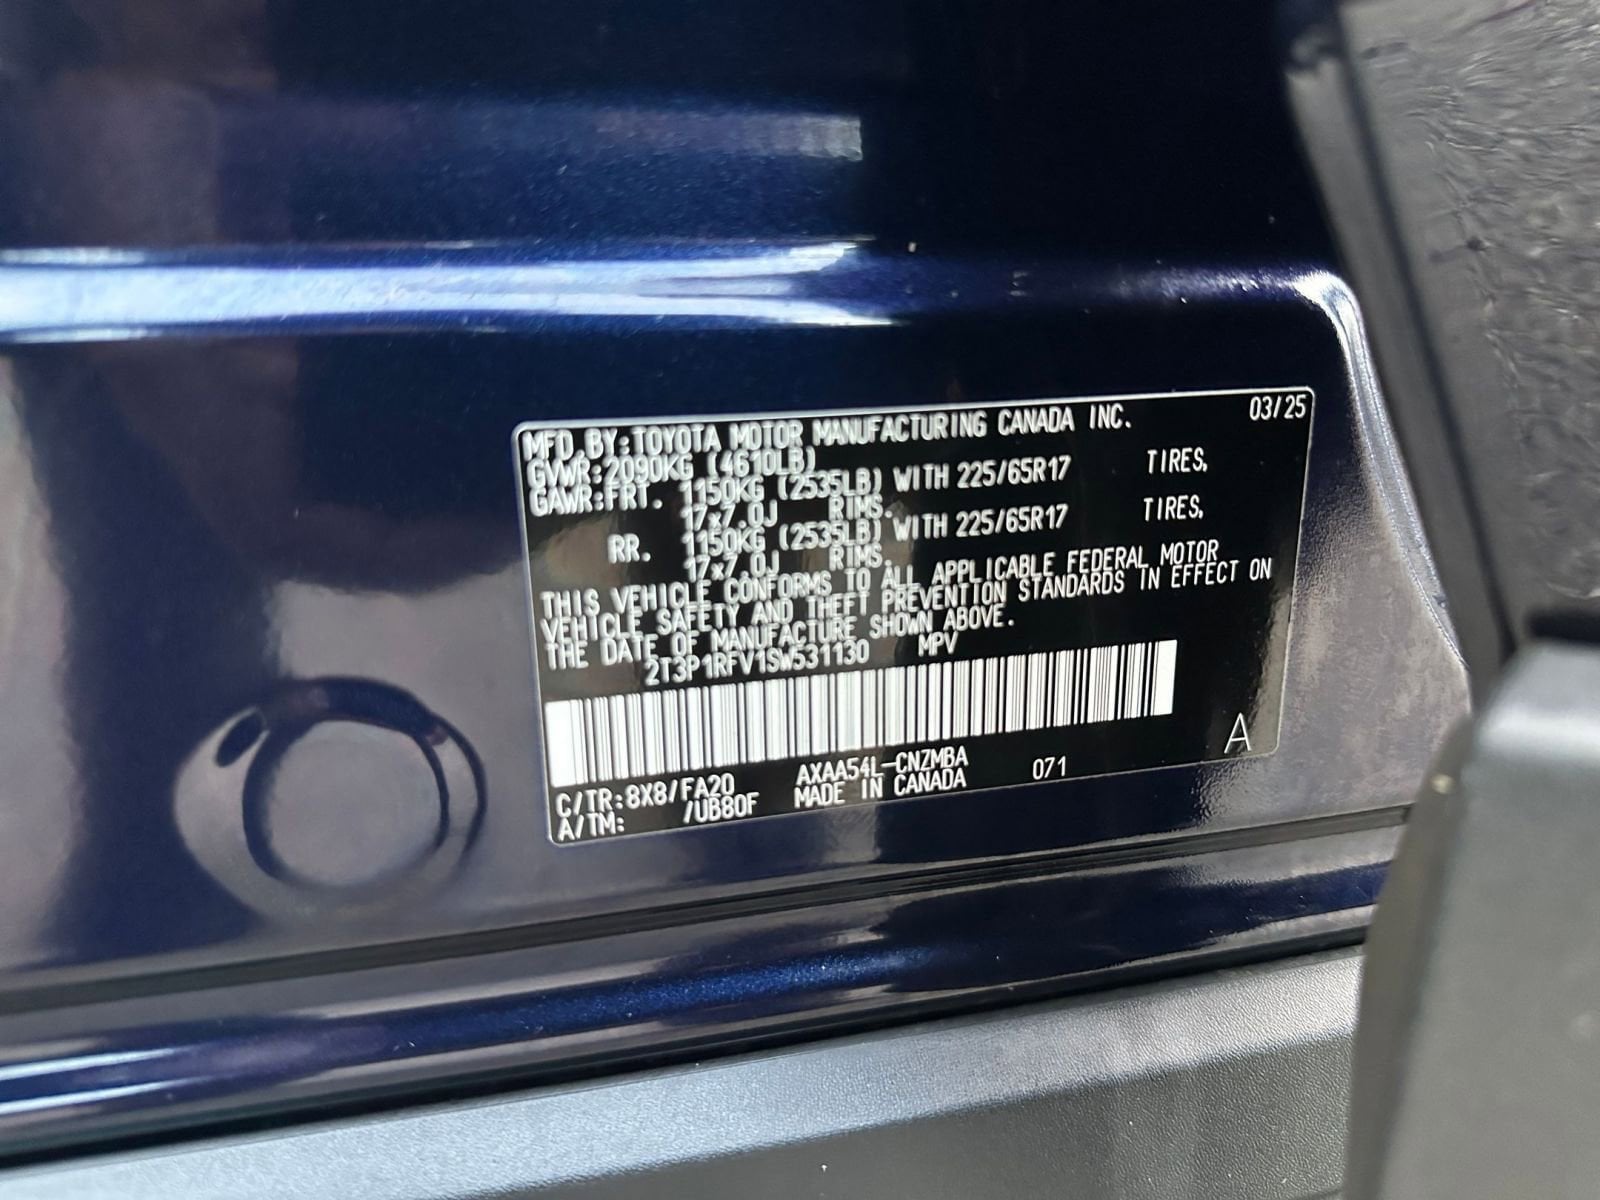 MFD.BY:TOYOTA MOTOR MANUFACTURING CANADA INC. 03/25
GVWR:2090KG (4610LB)
GAWR:FRT. 1150KG (2535LB) WITH 225/65R17 TIRES,
17x7.0J RIMS.
RR. 1150KG (2535LB) WITH 225/65R17 TIRES,
17x7.0J RIMS.
THIS VEHICLE CONFORMS TO ALL APPLICABLE FEDERAL MOTOR
VEHICLE SAFETY AND THEFT PREVENTION STANDARDS IN EFFECT ON
THE DATE OF MANUFACTURE SHOWN ABOVE.
2T3P1RFV1SW531130 MPV
A
C/TR:8X8/FA20 AXAA54L-CNZMBA 071
A/TM: /UB80F MADE IN CANADA